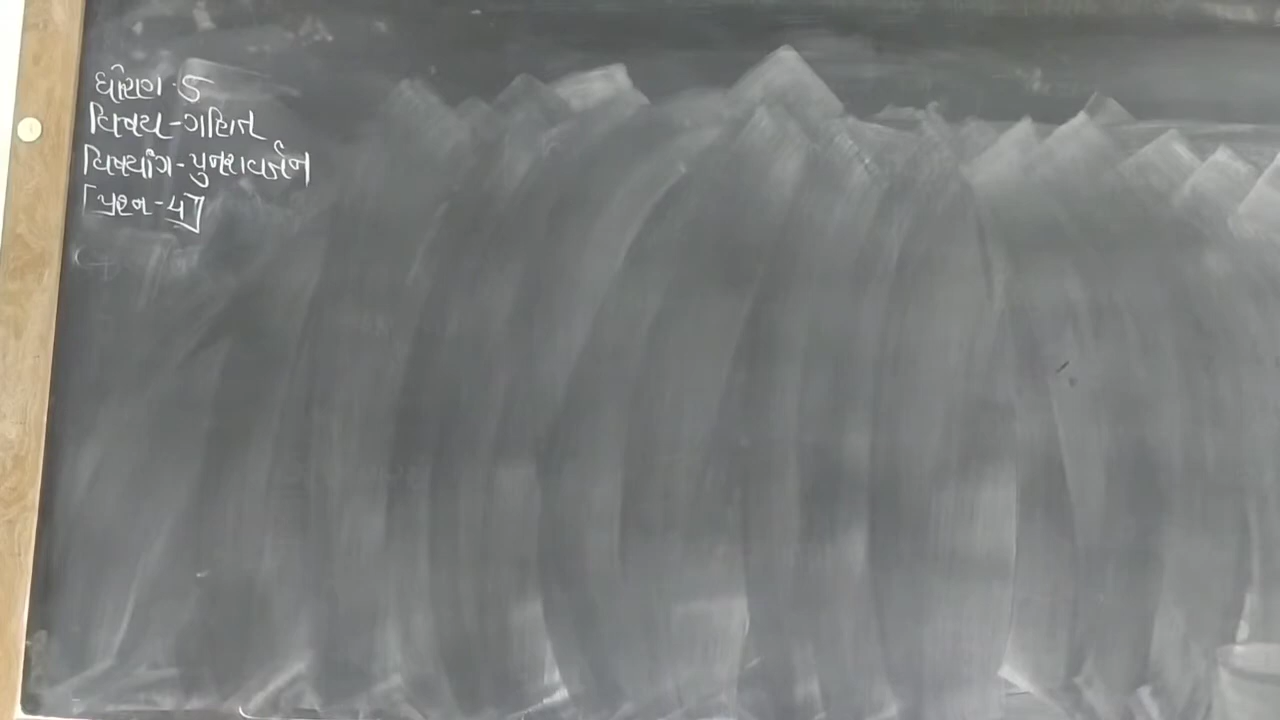 ધોરણ - 5
વિષય - ગણિત
વિષયાંગ - પુનરાવર્તન
[પ્રશ્ન - 4]